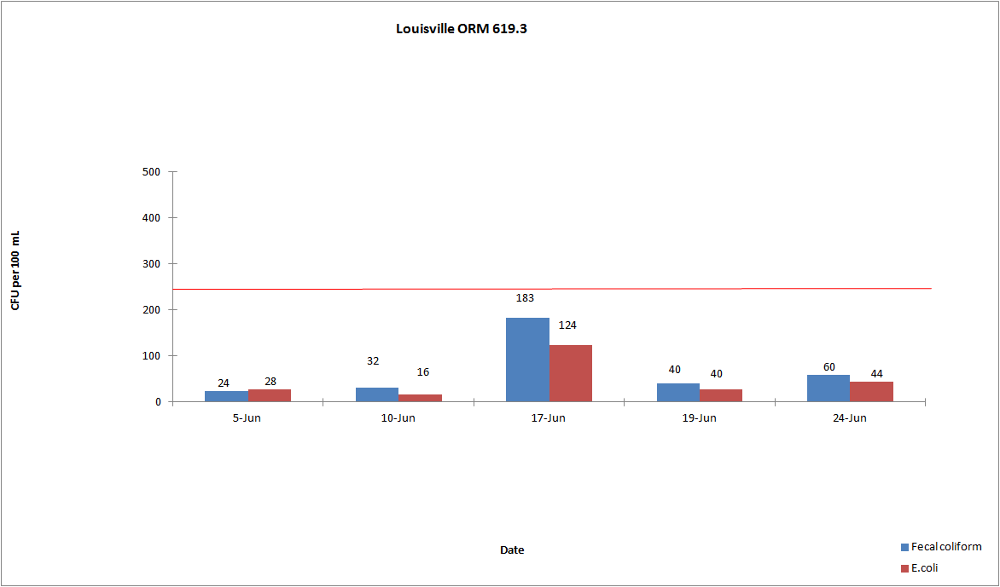 Louisville ORM 619.3
CFU per 100 mL
500
400
300
200
100
0
24
28
32
16
183
124
40
40
60
44
5-Jun
10-Jun
17-Jun
19-Jun
24-Jun
Date
Fecal coliform
E.coli